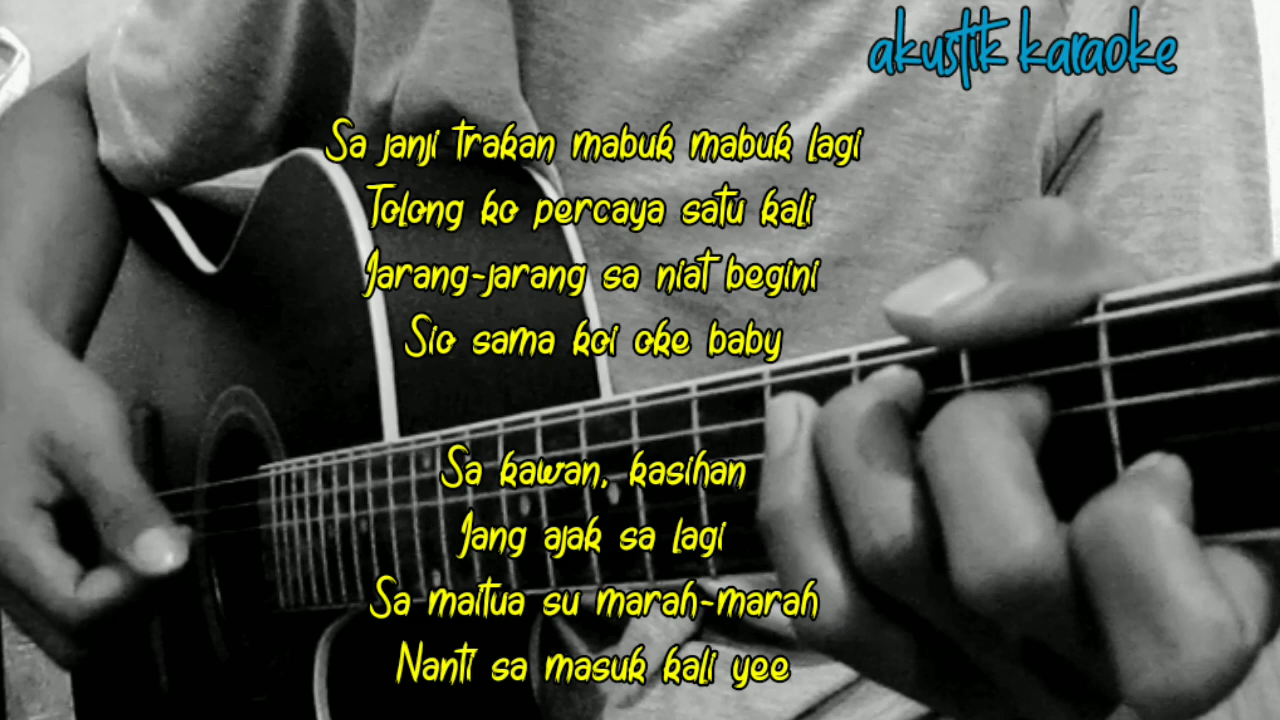 akustik karaoke
Sa janji trakan mabuk mabuk lagi
Tolong ko percaya satu kali
Jarang-jarang sa niat begini
Sio sama koi oke baby
Sa kawan, kasihan
Jang ajak sa lagi
Sa maitua su marah-marah
Nanti sa masuk kali yee